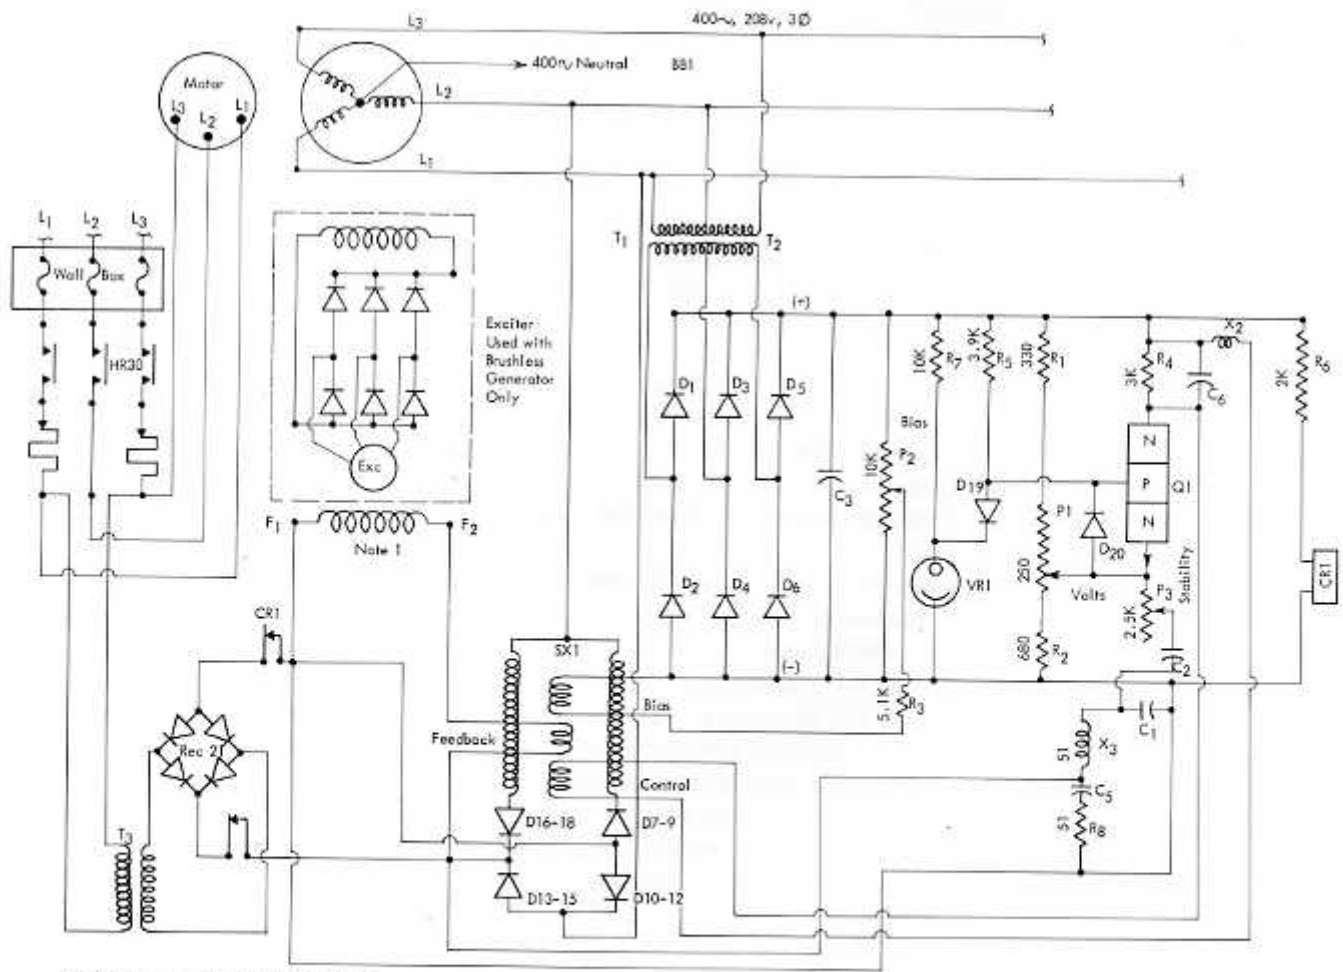 L3
400~, 208v, 3Ø
400~ Neutral
BB1
Motor
L3
L2
L1
L2
L1
L1
L2
L3
Wall Box
HR30
T1
T2
Exciter
Used with
Brushless
Generator
Only
Exc
F1
F2
Note 1
(+)
D1
D3
D5
D2
D4
D6
C3
Bias
10K
P2
10K
R7
3.9K
R5
330
R1
3K
R4
X2
C6
2K
R6
N
P
N
Q1
D19
P1
D20
250
Volts
VR1
P3
2.5K
Stability
CR1
680
R2
C2
(-)
CR1
SX1
Bias
5.1K
R3
Feedback
Rec 2
Control
51
X3
C1
C5
51
R8
D16-18
D7-9
D13-15
D10-12
T3